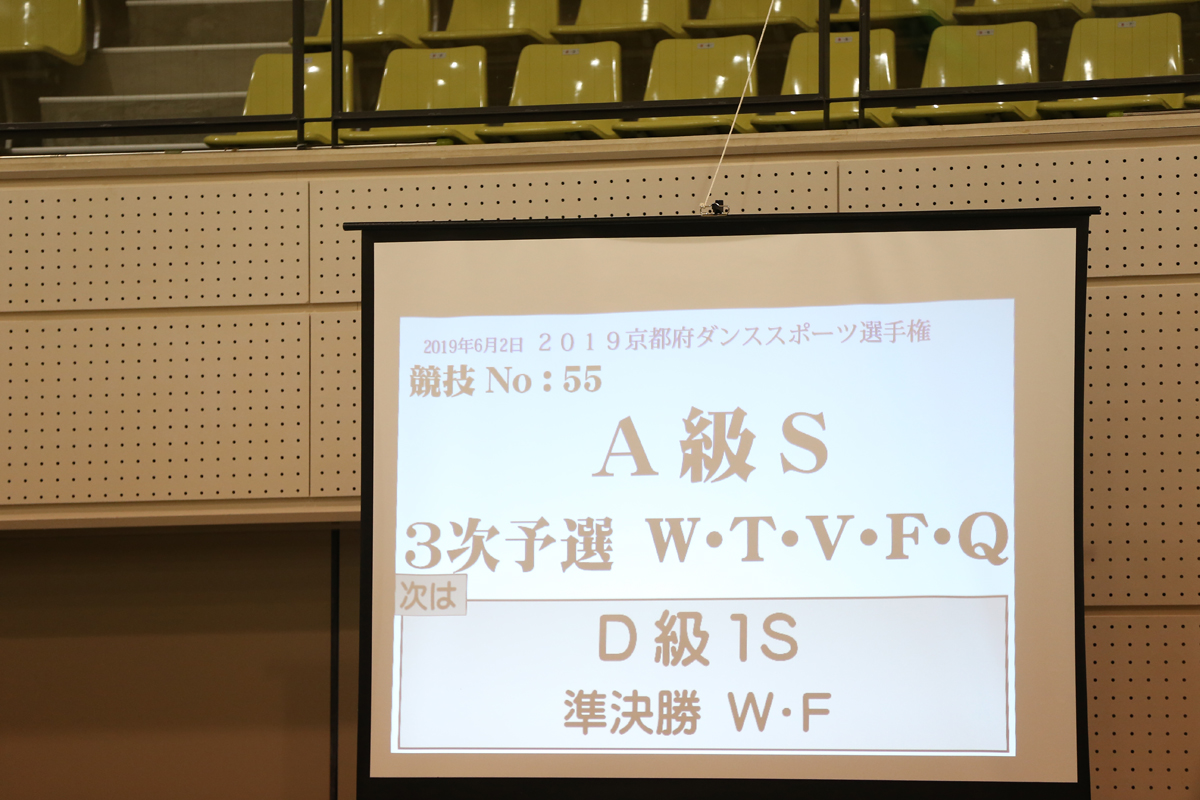 2019年6月2日 ２０１９京都府ダンススポーツ選手権
競技 No：55
A 級 S
3次予選 W・T・V・F・Q
次は
D 級 1S
準決勝 W・F